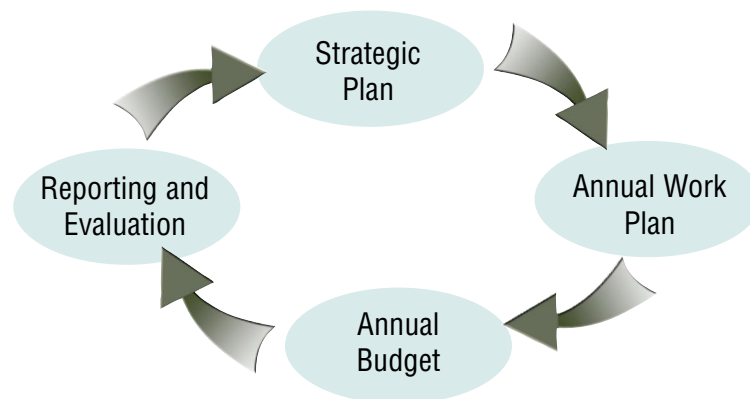 Strategic
Plan
Annual Work
Plan
Annual
Budget
Reporting and
Evaluation